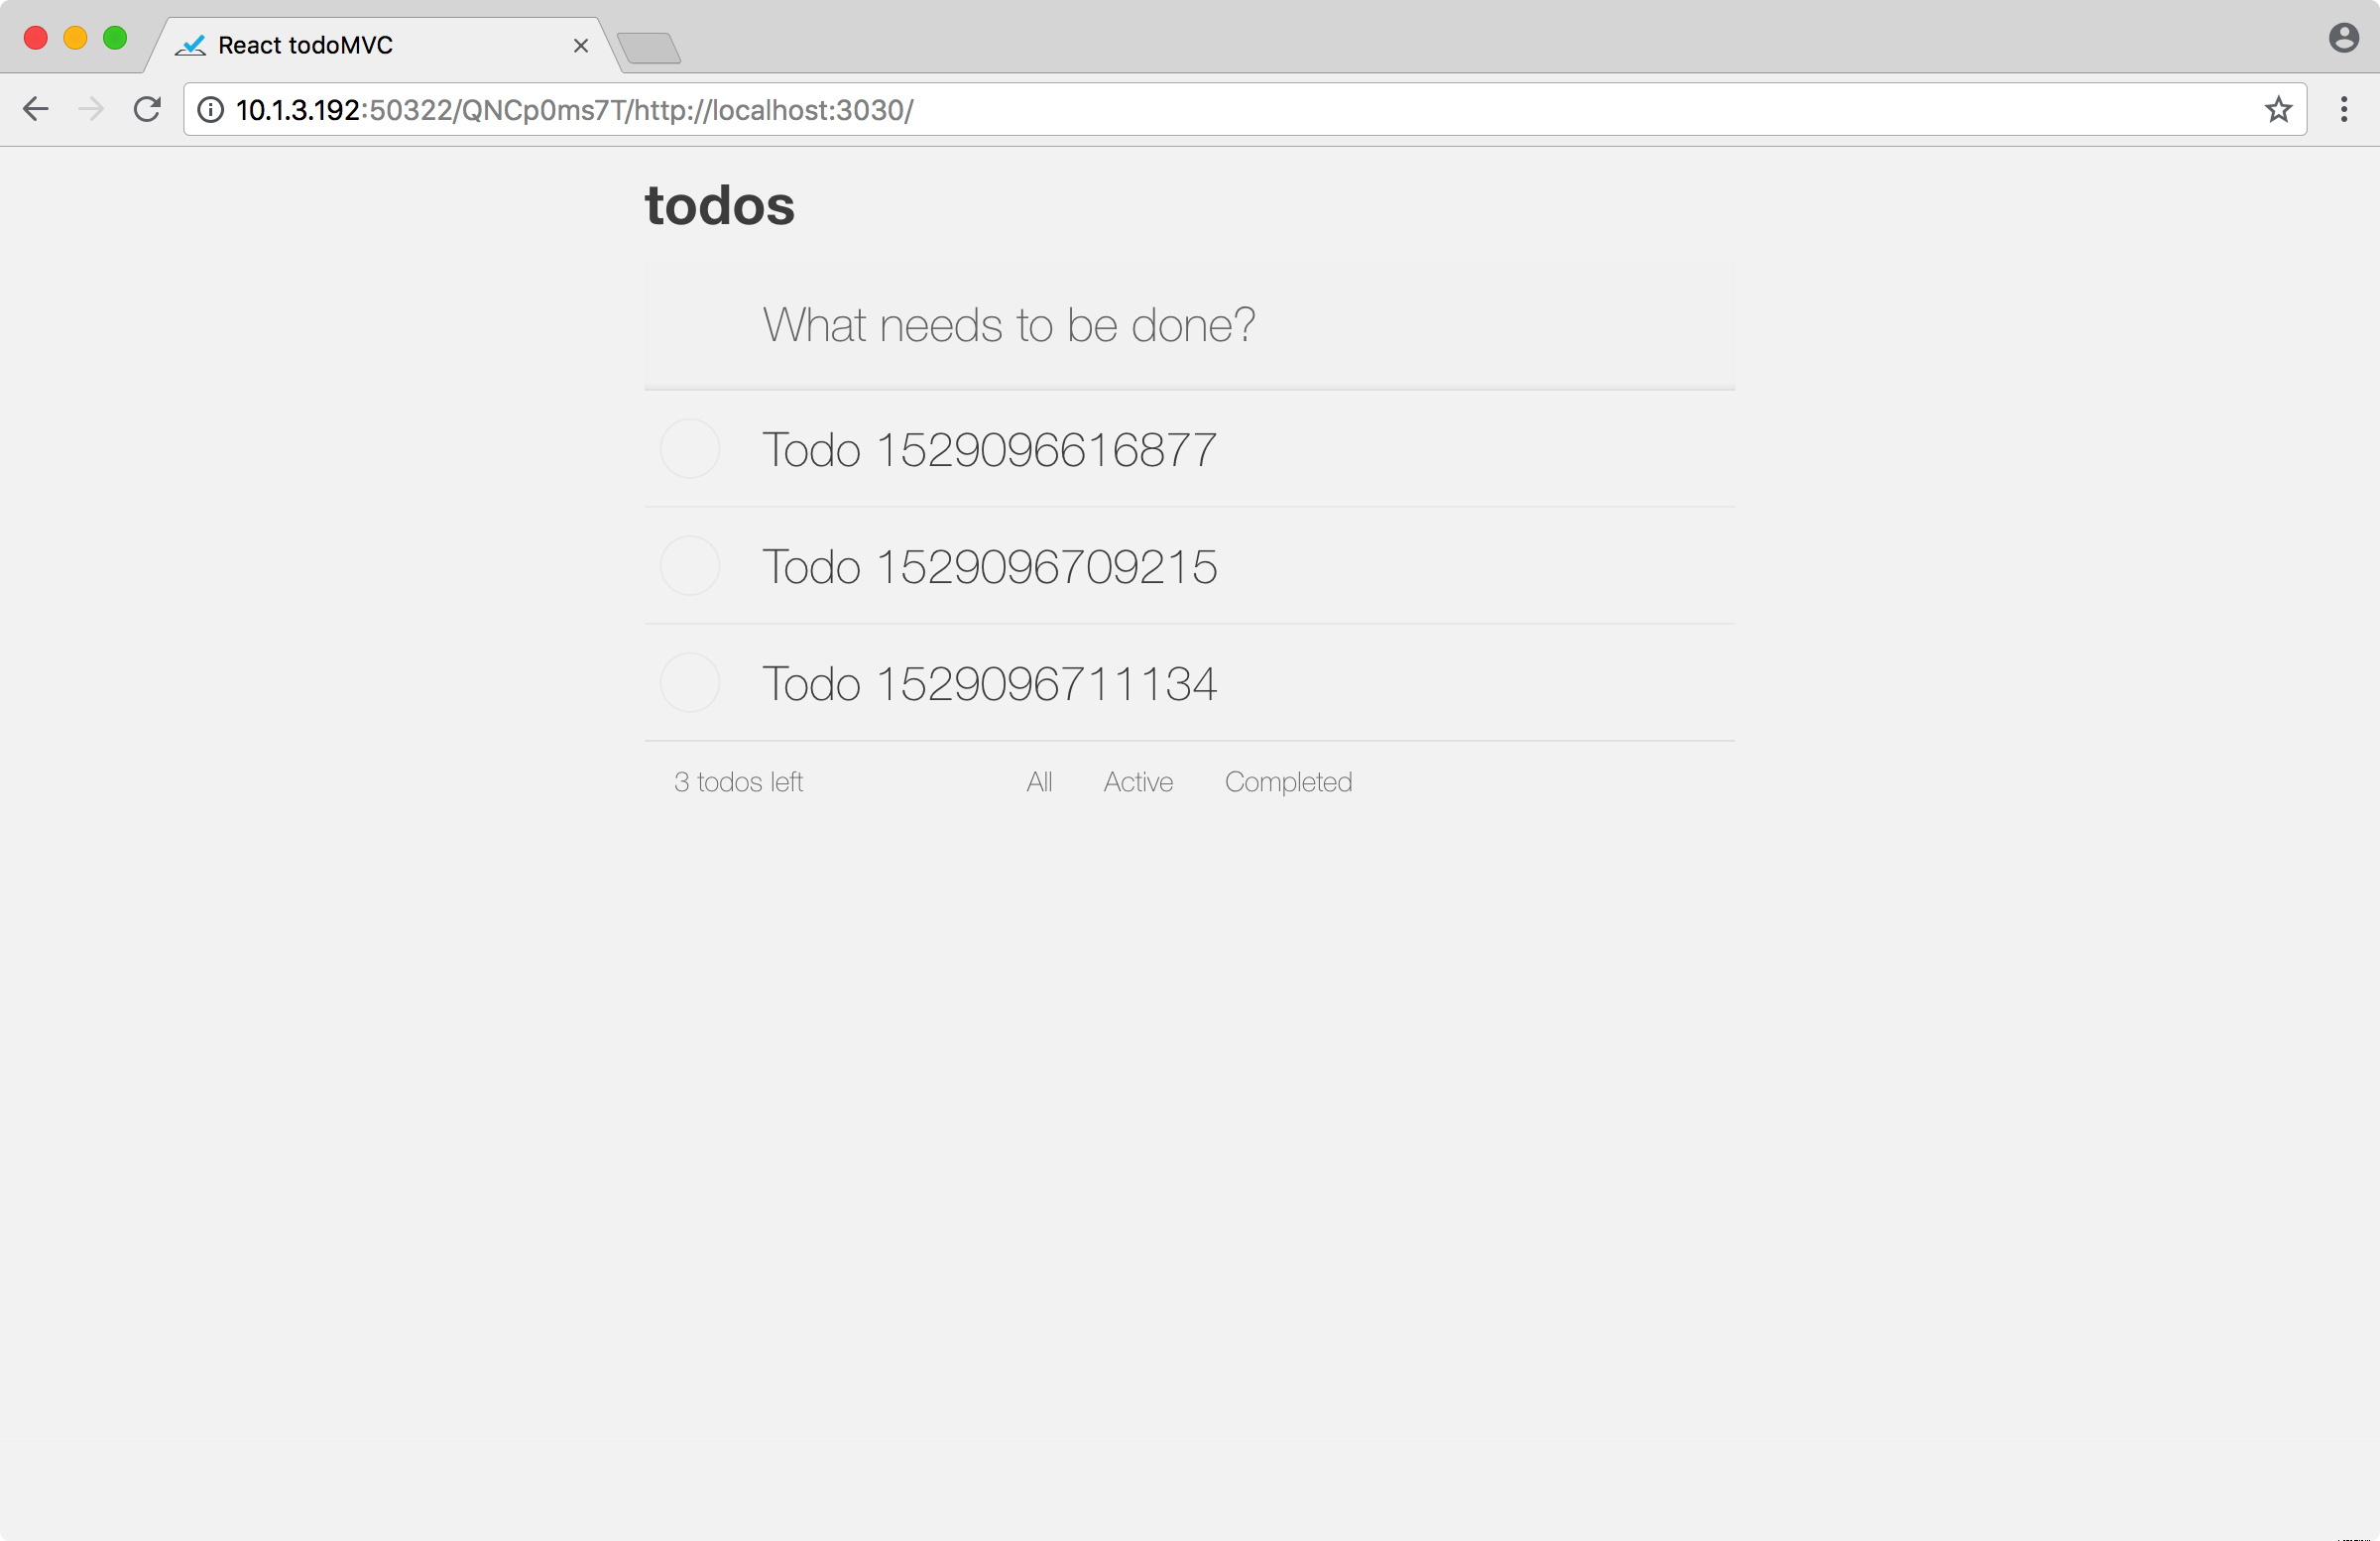 React todoMVC
10.1.3.192:50322/QNCp0ms7T/http://localhost:3030/
todos
What needs to be done?
Todo 1529096616877
Todo 1529096709215
Todo 1529096711134
3 todos left All Active Completed